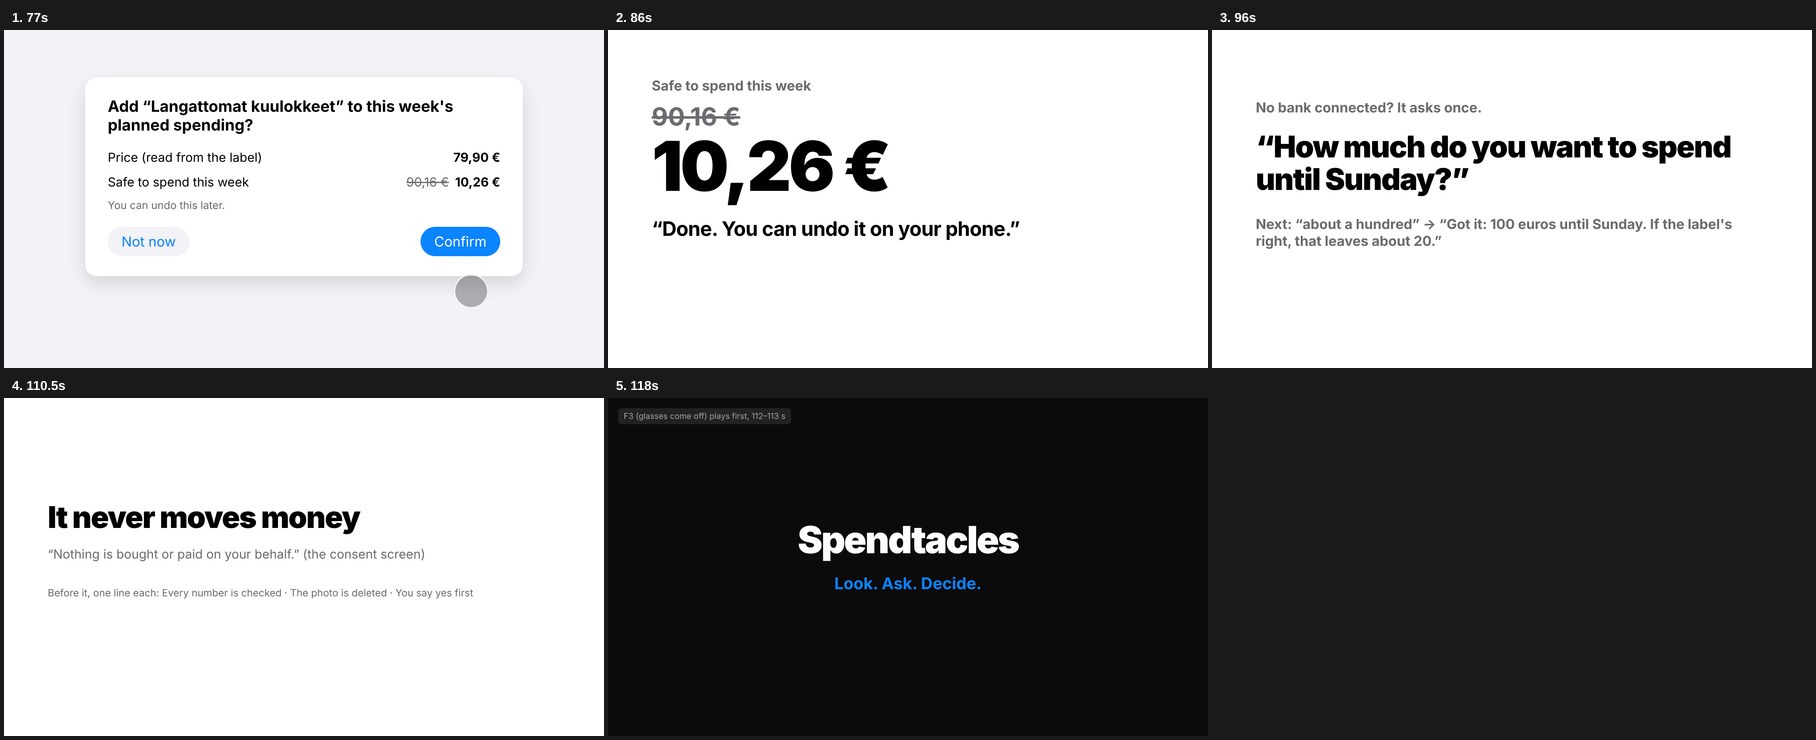 1. 77s
Add “Langattomat kuulokkeet” to this week's
planned spending?
Price (read from the label) 79,90 €
Safe to spend this week 90,16 € 10,26 €
You can undo this later.
Not now Confirm
2. 86s
Safe to spend this week
90,16 €
10,26 €
“Done. You can undo it on your phone.”
3. 96s
No bank connected? It asks once.
“How much do you want to spend
until Sunday?”
Next: “about a hundred” → “Got it: 100 euros until Sunday. If the label's
right, that leaves about 20.”
4. 110.5s
It never moves money
“Nothing is bought or paid on your behalf.” (the consent screen)
Before it, one line each: Every number is checked · The photo is deleted · You say yes first
5. 118s
F3 (glasses come off) plays first, 112–113 s
Spendtacles
Look. Ask. Decide.